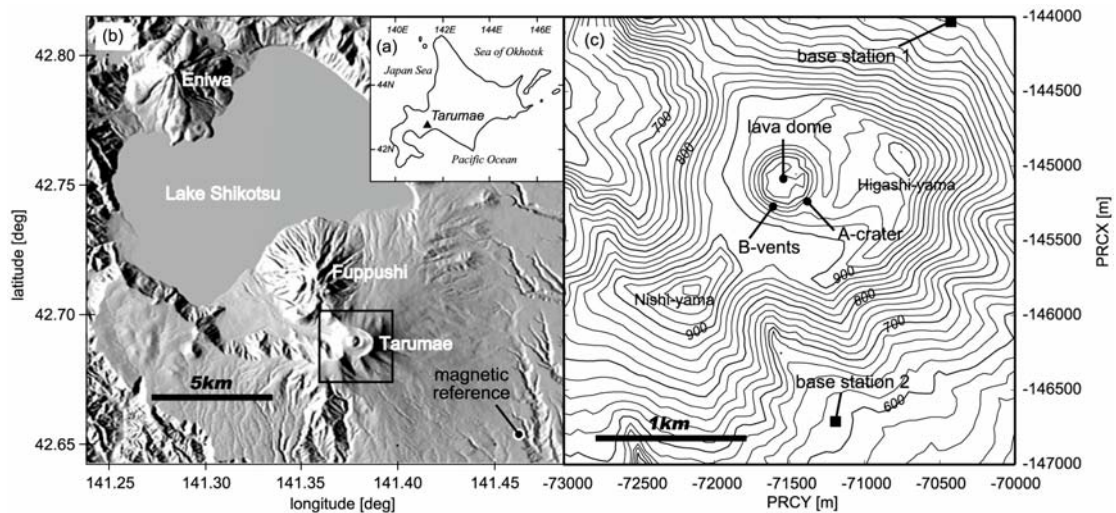 (b)
Eniwa
Lake Shikotsu
Fuppushi
Tarumae
magnetic
reference
5km
42.80
42.75
42.70
42.65
latitude [deg]
141.25
141.30
141.35
141.40
141.45
longitude [deg]
140E
142E
144E
146E
(a)
Sea of Okhotsk
Japan Sea
44N
Tarumae
42N
Pacific Ocean
(c)
base station 1
700
800
lava dome
Higashi-yama
A-crater
B-vents
900
800
700
Nishi-yama
900
base station 2
600
1km
-144000
-144500
-145000
-145500
-146000
-146500
-147000
PRCX [m]
-73000
-72500
-72000
-71500
-71000
-70500
-70000
PRCY [m]